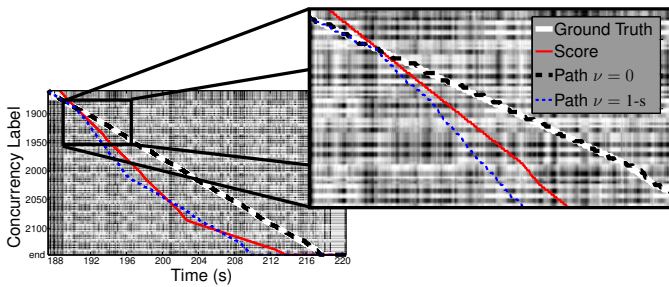 Ground Truth
Score
Path ν = 0
Path ν = 1-s
Concurrency Label
1900
1950
2000
2050
2100
end
188 192 196 200 204 208 212 216 220
Time (s)